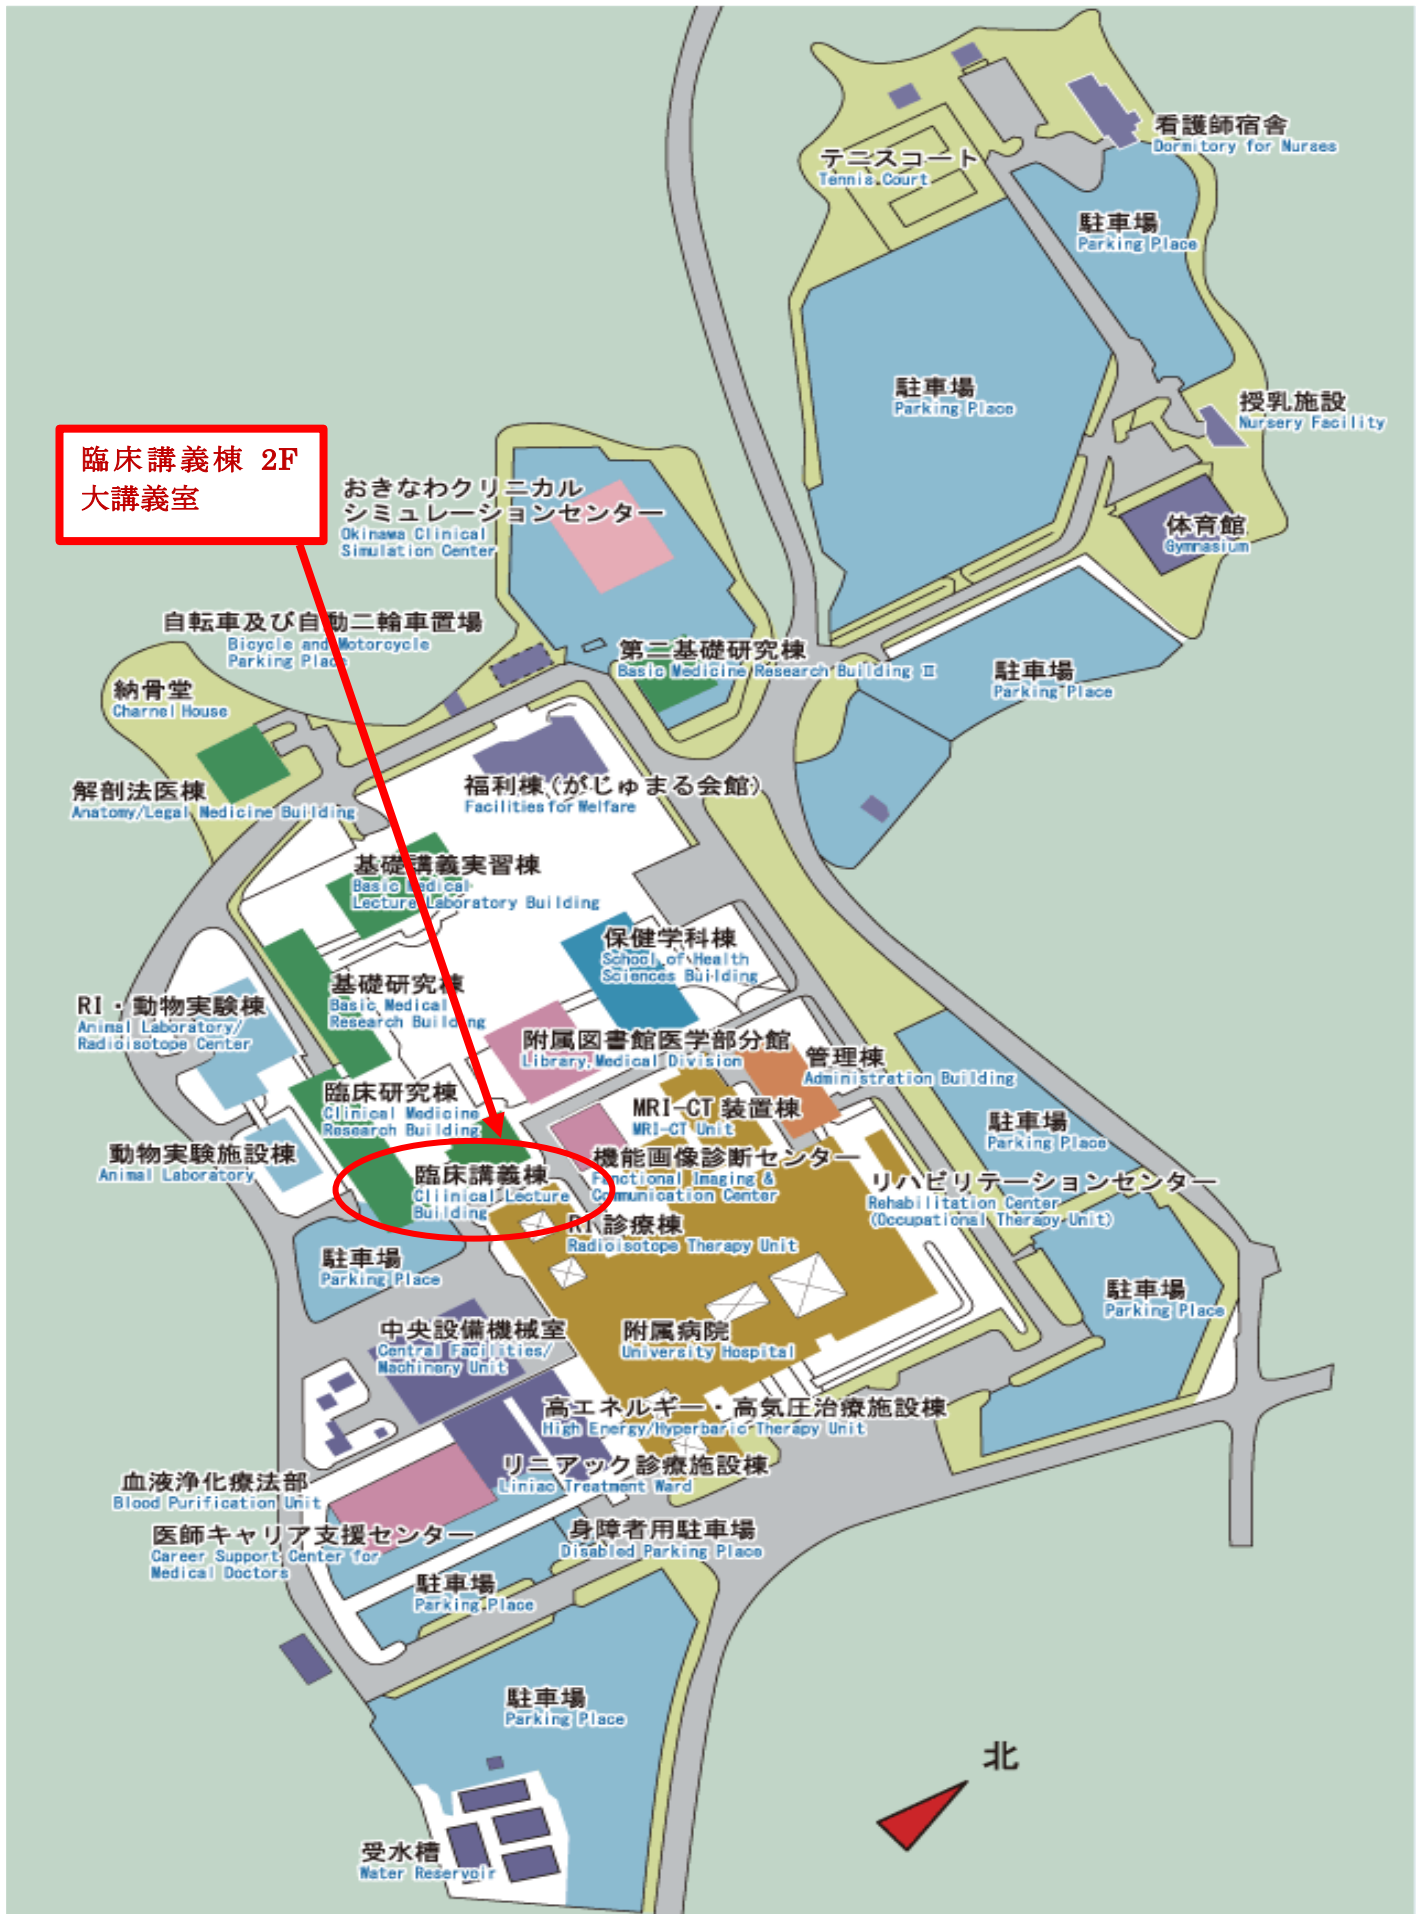 看護師宿舎
Dormitory for Nurses
テニスコート
Tennis Court
駐車場
Parking Place
駐車場
Parking Place
授乳施設
Nursery Facility
臨床講義棟 2F
大講義室
おきなわクリニカル
シミュレーションセンター
Okinawa Clinical
Simulation Center
体育館
Gymnasium
自転車及び自動二輪車置場
Bicycle and Motorcycle
Parking Place
第二基礎研究棟
Basic Medicine Research Building Ⅱ
駐車場
Parking Place
納骨堂
Charnel House
福利棟(がじゅまる会館)
Facilities for Welfare
解剖法医棟
Anatomy/Legal Medicine Building
基礎講義実習棟
Basic Medical
Lecture Laboratory Building
保健学科棟
School of Health
Sciences Building
基礎研究棟
Basic Medical
Research Building
RI・動物実験棟
Animal Laboratory/
Radioisotope Center
附属図書館医学部分館
Library, Medical Division
管理棟
Administration Building
臨床研究棟
Clinical Medicine
Research Building
MRI-CT 装置棟
MRI-CT Unit
駐車場
Parking Place
動物実験施設棟
Animal Laboratory
機能画像診断センター
Functional Imaging &
Communication Center
臨床講義棟
Cliinical Lecture
Building
リハビリテーションセンター
Rehabilitation Center
(Occupational Therapy Unit)
RI 診療棟
Radioisotope Therapy Unit
駐車場
Parking Place
駐車場
Parking Place
中央設備機械室
Central Facilities/
Machinery Unit
附属病院
University Hospital
高エネルギー・高気圧治療施設棟
High Energy/Hyperbaric Therapy Unit
リニアック診療施設棟
Liniac Treatment Ward
血液浄化療法部
Blood Purification Unit
医師キャリア支援センター
Career Support Center for
Medical Doctors
身障者用駐車場
Disabled Parking Place
駐車場
Parking Place
駐車場
Parking Place
北
受水槽
Water Reservoir